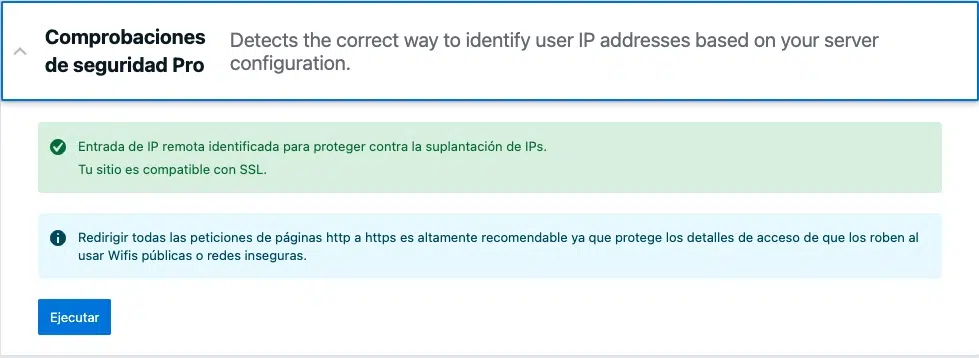 Comprobaciones
de seguridad Pro
Detects the correct way to identify user IP addresses based on your server
configuration.
Entrada de IP remota identificada para proteger contra la suplantación de IPs.
Tu sitio es compatible con SSL.
Redirigir todas las peticiones de páginas http a https es altamente recomendable ya que protege los detalles de acceso de que los roben al
usar Wifis públicas o redes inseguras.
Ejecutar